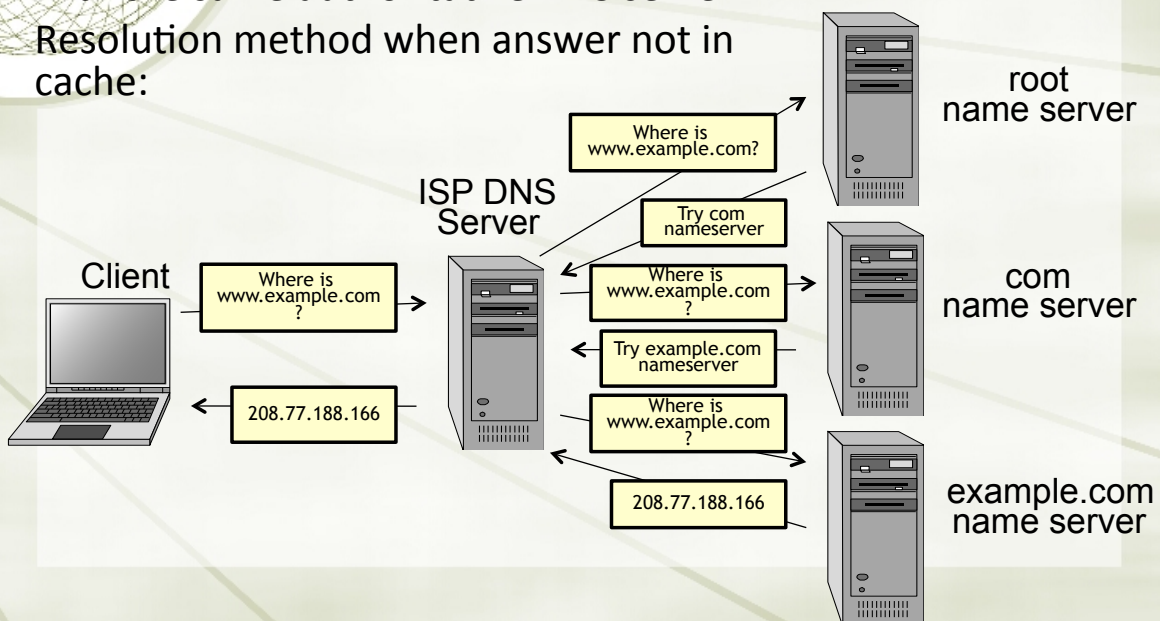 Resolution method when answer not in
cache:
root
name server
Where is
www.example.com?
ISP DNS
Server
Try com
nameserver
Client
Where is
www.example.com
?
Where is
www.example.com
?
com
name server
Try example.com
nameserver
208.77.188.166
Where is
www.example.com
?
208.77.188.166
example.com
name server